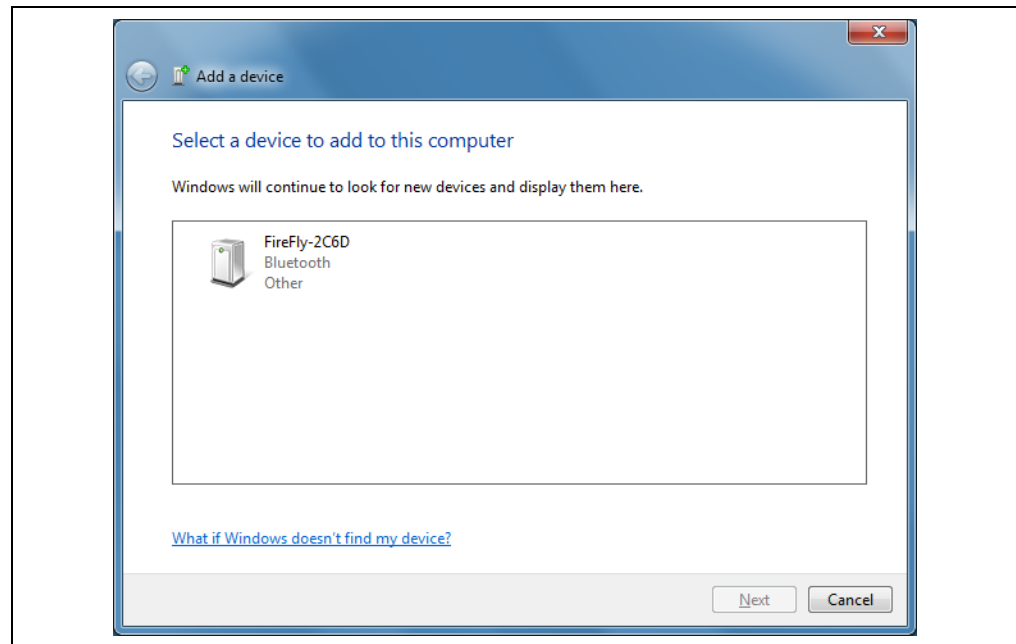 Add a device
Select a device to add to this computer
Windows will continue to look for new devices and display them here.
FireFly-2C6D
Bluetooth
Other
What if Windows doesn't find my device?
Next
Cancel